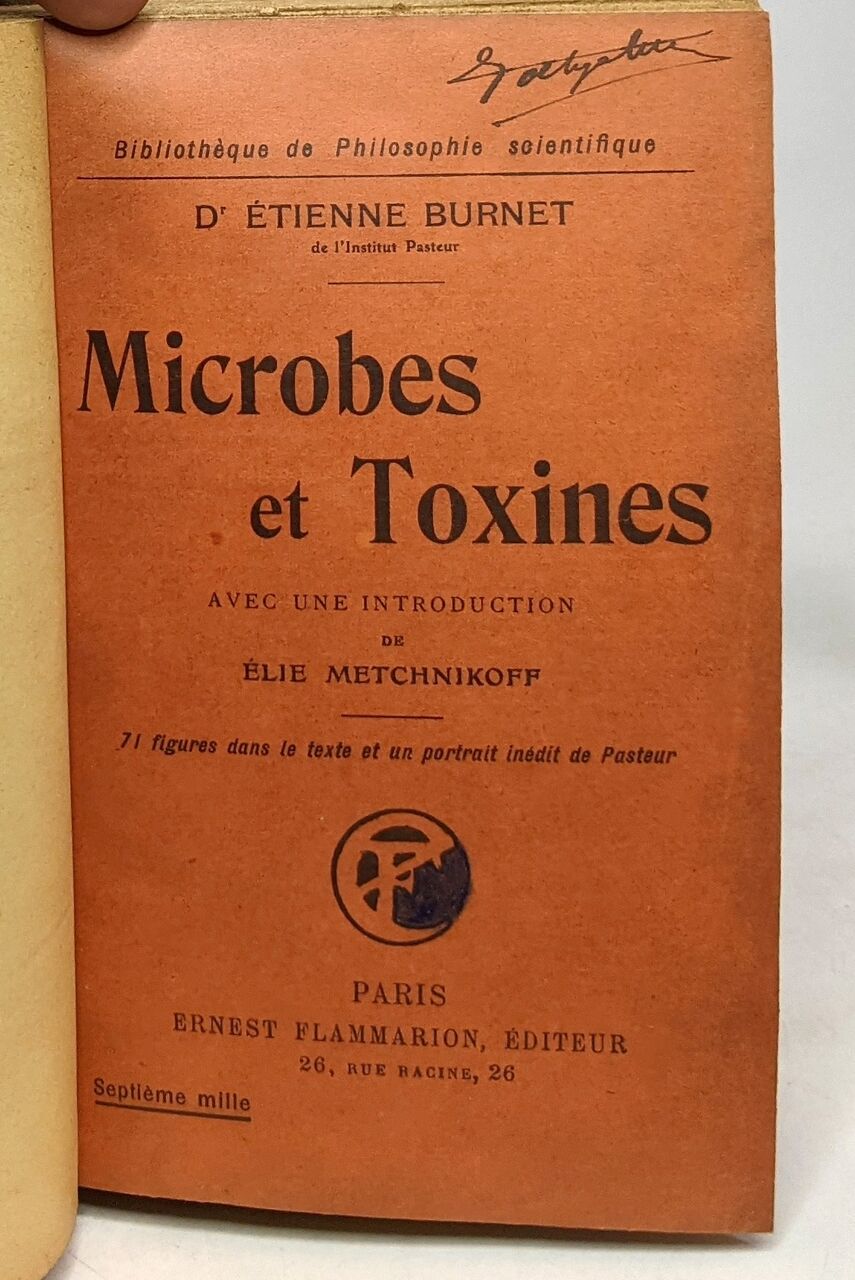 Bibliothèque de Philosophie scientifique
Dr ÉTIENNE BURNET
de l'Institut Pasteur
Microbes
et Toxines
AVEC UNE INTRODUCTION
DE
ÉLIE METCHNIKOFF
71 figures dans le texte et un portrait inédit de Pasteur
PARIS
ERNEST FLAMMARION, ÉDITEUR
26, RUE RACINE, 26
Septième mille